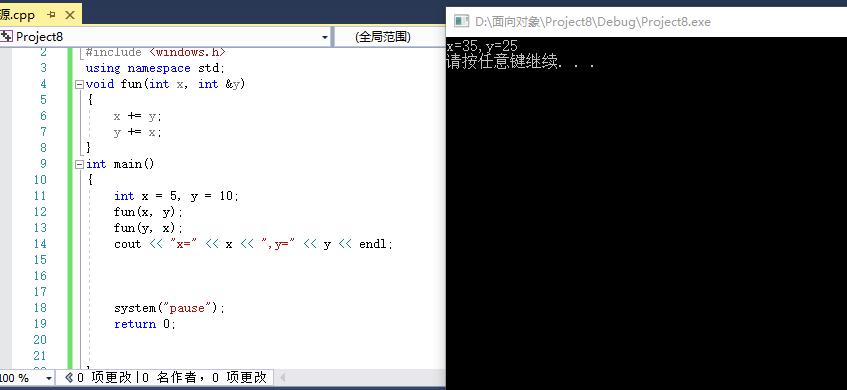 源.cpp
Project8
(全局范围)
2 #include <windows.h>
3 using namespace std;
4 void fun(int x, int &y)
5 {
6 x += y;
7 y += x;
8 }
9 int main()
10 {
11 int x = 5, y = 10;
12 fun(x, y);
13 fun(y, x);
14 cout << "x=" << x << ",y=" << y << endl;
15
16
17
18 system("pause");
19 return 0;
20
21
00 %
0 项更改|0 名作者，0 项更改
D:\面向对象\Project8\Debug\Project8.exe
x=35,y=25
请按任意键继续. . .